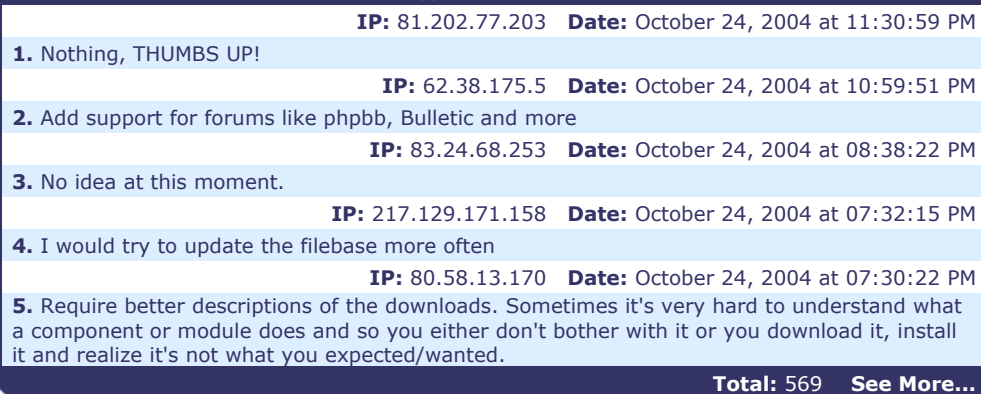 IP: 81.202.77.203 Date: October 24, 2004 at 11:30:59 PM
1. Nothing, THUMBS UP!
IP: 62.38.175.5 Date: October 24, 2004 at 10:59:51 PM
2. Add support for forums like phpbb, Bulletic and more
IP: 83.24.68.253 Date: October 24, 2004 at 08:38:22 PM
3. No idea at this moment.
IP: 217.129.171.158 Date: October 24, 2004 at 07:32:15 PM
4. I would try to update the filebase more often
IP: 80.58.13.170 Date: October 24, 2004 at 07:30:22 PM
5. Require better descriptions of the downloads. Sometimes it's very hard to understand what
a component or module does and so you either don't bother with it or you download it, install
it and realize it's not what you expected/wanted.
Total: 569 See More...